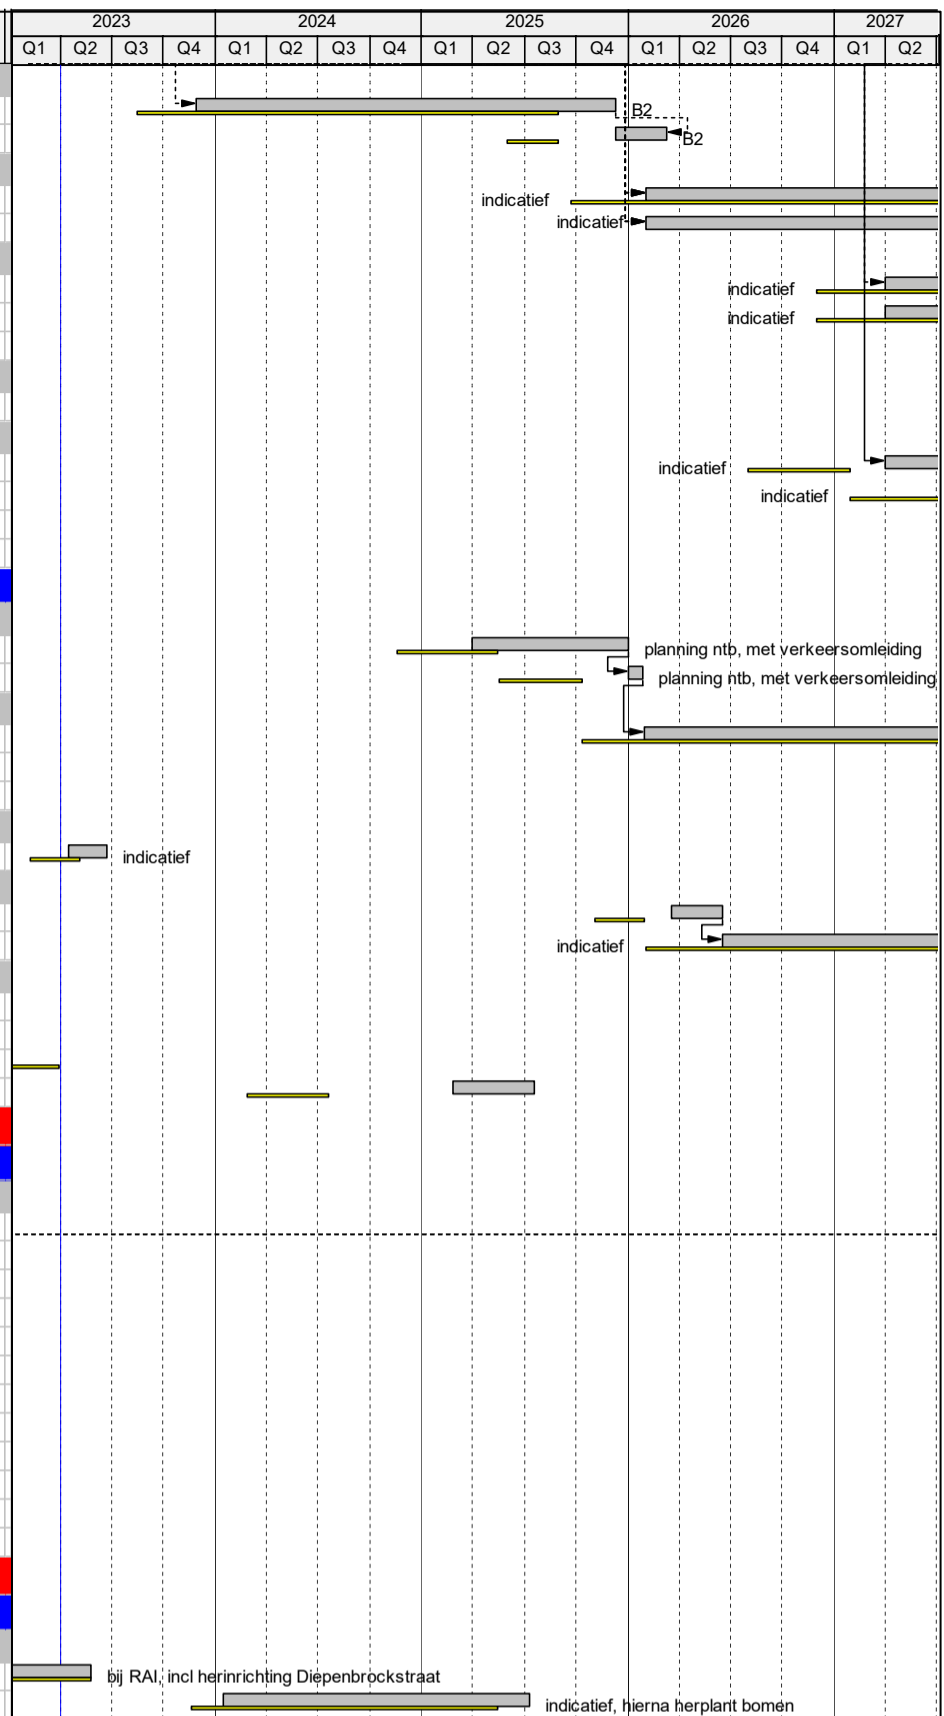 2023 2024 2025 2026 2027
Q1 Q2 Q3 Q4 Q1 Q2 Q3 Q4 Q1 Q2 Q3 Q4 Q1 Q2 Q3 Q4 Q1 Q2
B2
B2
indicatief
indicatief
indicatief
indicatief
indicatief
indicatief
planning ntb, met verkeersomleiding
planning ntb, met verkeersomleiding
indicatief
indicatief
bij RAI, incl herinrichting Diepenbrockstraat
indicatief, hierna herplant bomen